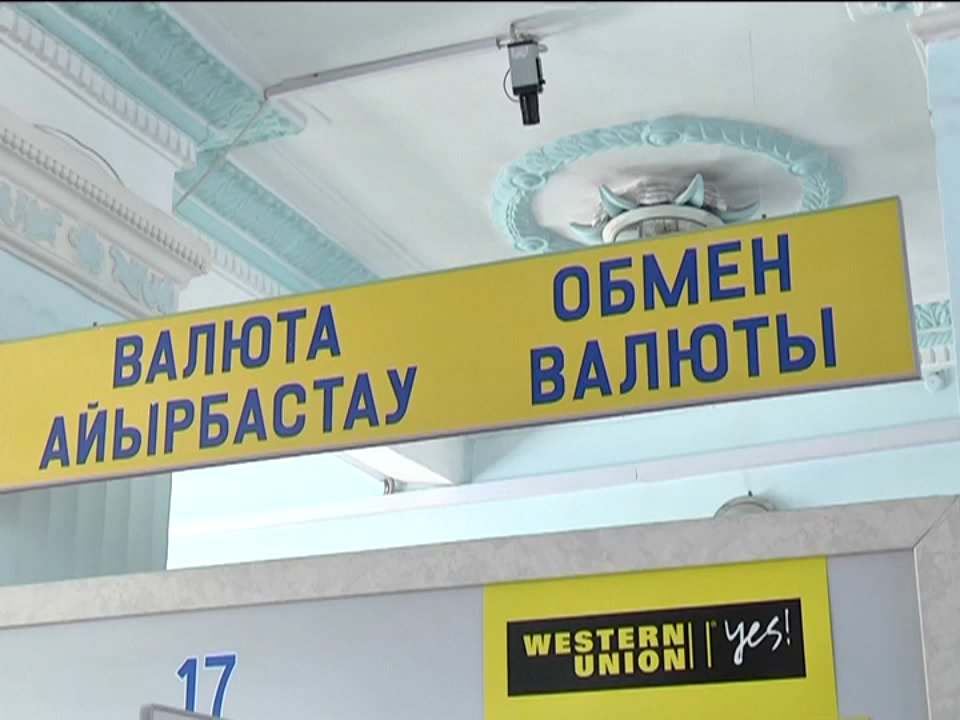 ВАЛЮТА
АЙЫРБАСТАУ
ОБМЕН
ВАЛЮТЫ
WESTERN
UNION
yes!
17